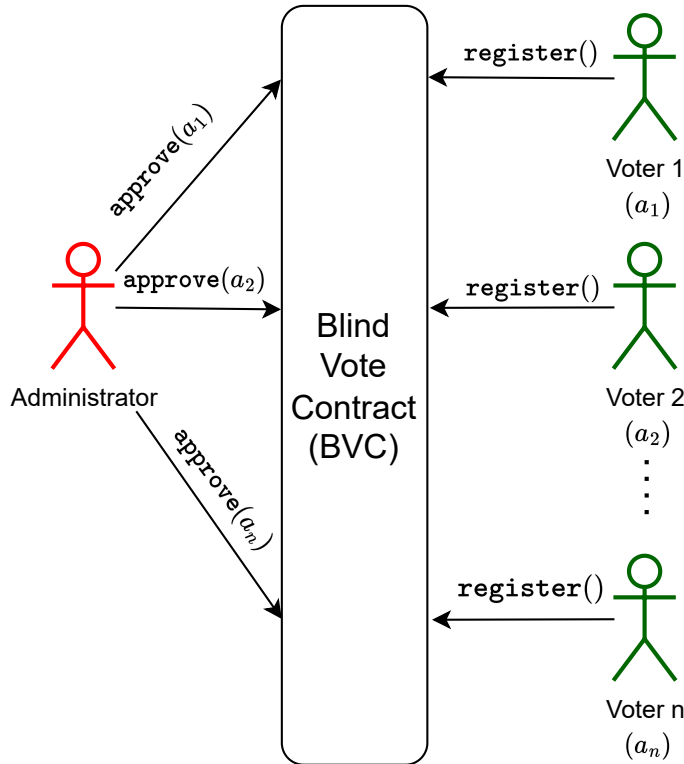 register()
Voter 1
(a₁)
approve(a₁)
approve(a₂)
Administrator
approve(aₙ)
Blind
Vote
Contract
(BVC)
register()
Voter 2
(a₂)
register()
Voter n
(aₙ)